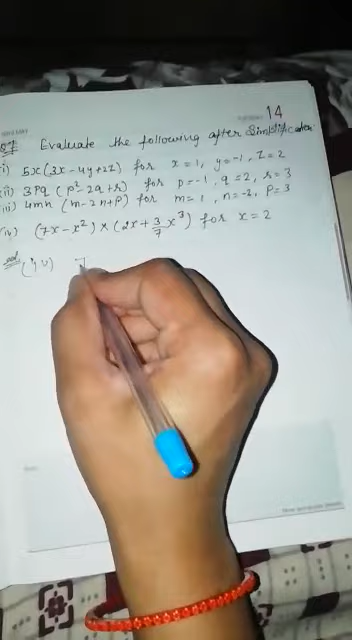 14
Q7 Evaluate the following after Simplification
(i) 5x(3x - 4y + 2z) for x = 1, y = -1, z = 2
(ii) 3pq (p² - 2q + r) for p = -1, q = 2, r = 3
(iii) 4mn (m - 2n + p) for m = 1, n = -2, p = 3
(iv) (7x - x²) × (2x + 3/7 x³) for x = 2
(iv) 7